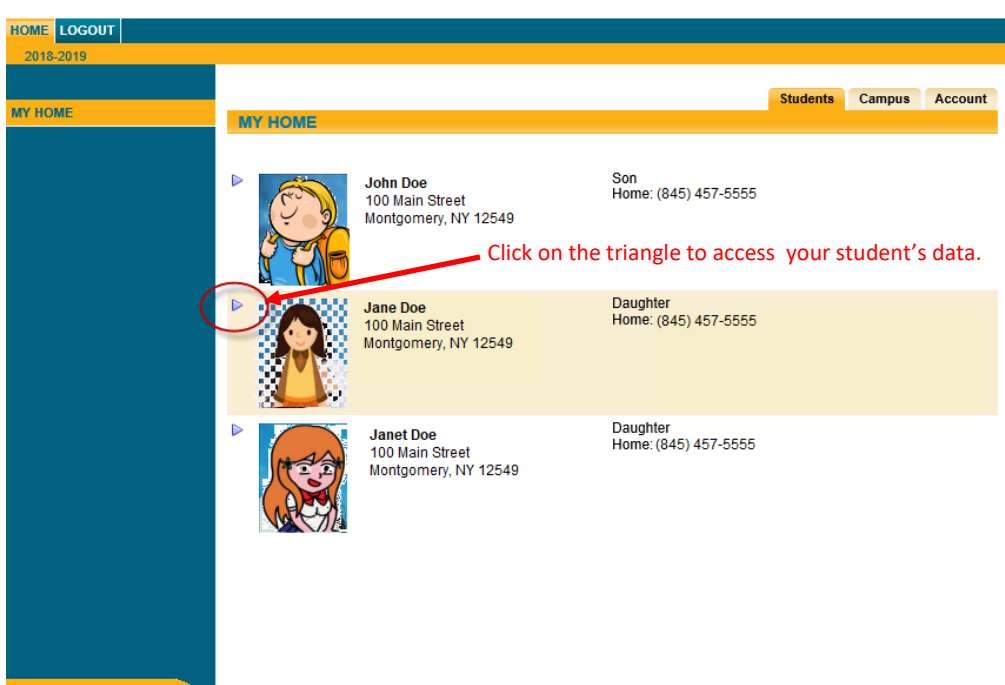 HOME LOGOUT
2018-2019
Students Campus Account
MY HOME
MY HOME
John Doe
100 Main Street
Montgomery, NY 12549
Son
Home: (845) 457-5555
Click on the triangle to access your student’s data.
Jane Doe
100 Main Street
Montgomery, NY 12549
Daughter
Home: (845) 457-5555
Janet Doe
100 Main Street
Montgomery, NY 12549
Daughter
Home: (845) 457-5555